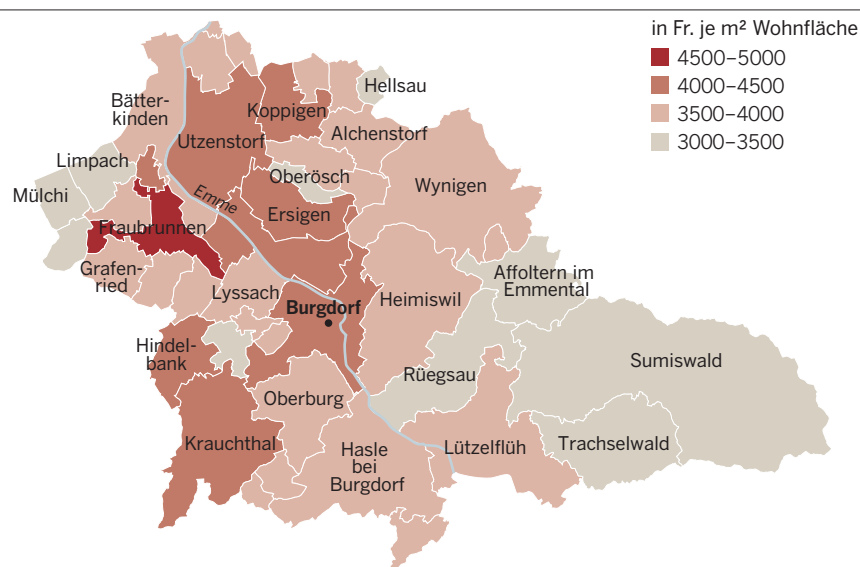 in Fr. je m² Wohnfläche
4500–5000
4000–4500
3500–4000
3000–3500
Hellsau
Bätter-
kinden
Koppigen
Alchenstorf
Utzenstorf
Limpach
Oberösch
Wynigen
Mülchi
Emme
Ersigen
Fraubrunnen
Grafen-
ried
Affoltern im
Emmental
Lyssach
Heimiswil
Burgdorf
Hindel-
bank
Sumiswald
Rüegsau
Oberburg
Krauchthal
Hasle
bei
Burgdorf
Lützelflüh
Trachselwald